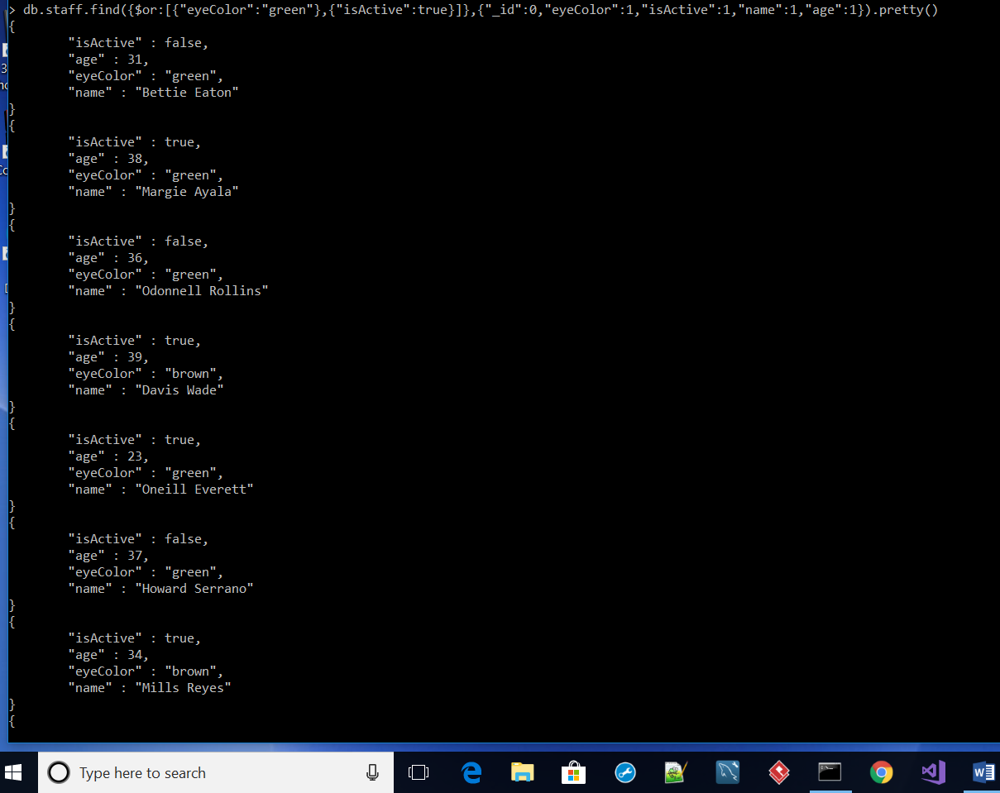 > db.staff.find({$or:[{"eyeColor":"green"},{"isActive":true}]},{"_id":0,"eyeColor":1,"isActive":1,"name":1,"age":1}).pretty()
{
"isActive" : false,
"age" : 31,
"eyeColor" : "green",
"name" : "Bettie Eaton"
}
{
"isActive" : true,
"age" : 38,
"eyeColor" : "green",
"name" : "Margie Ayala"
}
{
"isActive" : false,
"age" : 36,
"eyeColor" : "green",
"name" : "Odonnell Rollins"
}
{
"isActive" : true,
"age" : 39,
"eyeColor" : "brown",
"name" : "Davis Wade"
}
{
"isActive" : true,
"age" : 23,
"eyeColor" : "green",
"name" : "Oneill Everett"
}
{
"isActive" : false,
"age" : 37,
"eyeColor" : "green",
"name" : "Howard Serrano"
}
{
"isActive" : true,
"age" : 34,
"eyeColor" : "brown",
"name" : "Mills Reyes"
}
{
Type here to search